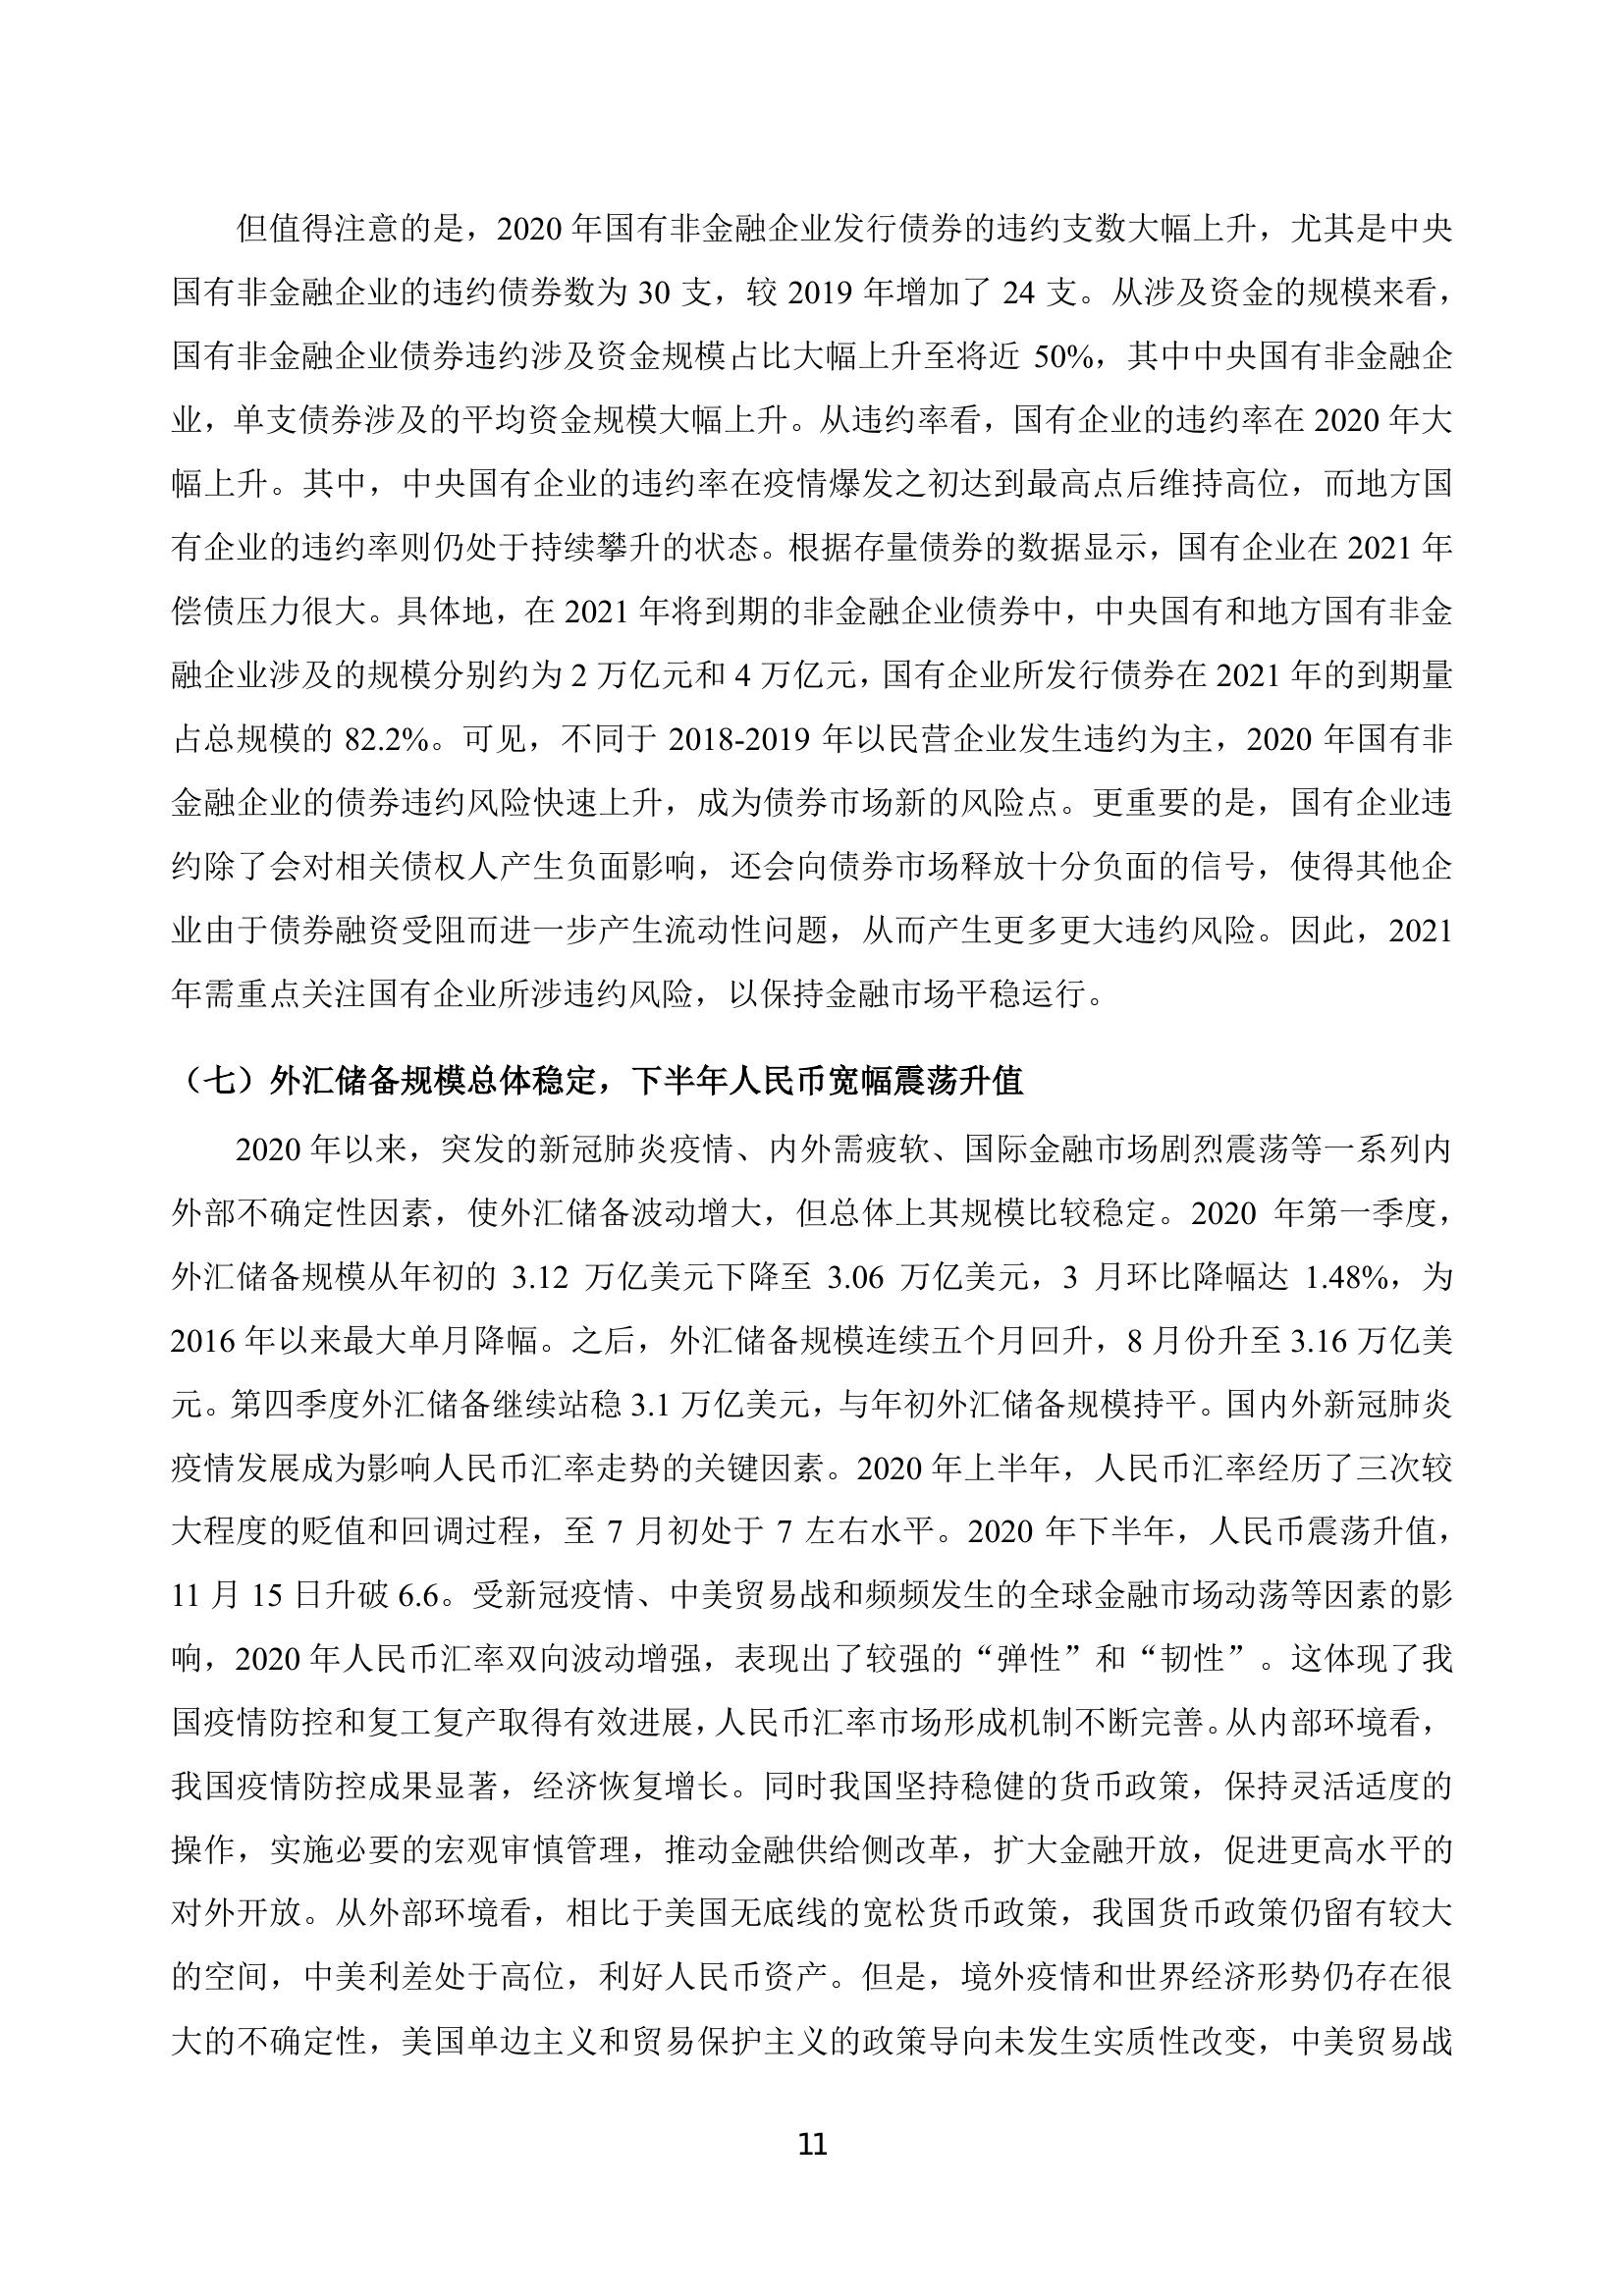 但值得注意的是，2020 年国有非金融企业发行债券的违约支数大幅上升，尤其是中央
国有非金融企业的违约债券数为 30 支，较 2019 年增加了 24 支。从涉及资金的规模来看，
国有非金融企业债券违约涉及资金规模占比大幅上升至将近 50%，其中中央国有非金融企
业，单支债券涉及的平均资金规模大幅上升。从违约率看，国有企业的违约率在 2020 年大
幅上升。其中，中央国有企业的违约率在疫情爆发之初达到最高点后维持高位，而地方国
有企业的违约率则仍处于持续攀升的状态。根据存量债券的数据显示，国有企业在 2021 年
偿债压力很大。具体地，在 2021 年将到期的非金融企业债券中，中央国有和地方国有非金
融企业涉及的规模分别约为 2 万亿元和 4 万亿元，国有企业所发行债券在 2021 年的到期量
占总规模的 82.2%。可见，不同于 2018-2019 年以民营企业发生违约为主，2020 年国有非
金融企业的债券违约风险快速上升，成为债券市场新的风险点。更重要的是，国有企业违
约除了会对相关债权人产生负面影响，还会向债券市场释放十分负面的信号，使得其他企
业由于债券融资受阻而进一步产生流动性问题，从而产生更多更大违约风险。因此，2021
年需重点关注国有企业所涉违约风险，以保持金融市场平稳运行。
（七）外汇储备规模总体稳定，下半年人民币宽幅震荡升值
2020 年以来，突发的新冠肺炎疫情、内外需疲软、国际金融市场剧烈震荡等一系列内
外部不确定性因素，使外汇储备波动增大，但总体上其规模比较稳定。2020 年第一季度，
外汇储备规模从年初的 3.12 万亿美元下降至 3.06 万亿美元，3 月环比降幅达 1.48%，为
2016 年以来最大单月降幅。之后，外汇储备规模连续五个月回升，8 月份升至 3.16 万亿美
元。第四季度外汇储备继续站稳 3.1 万亿美元，与年初外汇储备规模持平。国内外新冠肺炎
疫情发展成为影响人民币汇率走势的关键因素。2020 年上半年，人民币汇率经历了三次较
大程度的贬值和回调过程，至 7 月初处于 7 左右水平。2020 年下半年，人民币震荡升值，
11 月 15 日升破 6.6。受新冠疫情、中美贸易战和频频发生的全球金融市场动荡等因素的影
响，2020 年人民币汇率双向波动增强，表现出了较强的“弹性”和“韧性”。这体现了我
国疫情防控和复工复产取得有效进展，人民币汇率市场形成机制不断完善。从内部环境看，
我国疫情防控成果显著，经济恢复增长。同时我国坚持稳健的货币政策，保持灵活适度的
操作，实施必要的宏观审慎管理，推动金融供给侧改革，扩大金融开放，促进更高水平的
对外开放。从外部环境看，相比于美国无底线的宽松货币政策，我国货币政策仍留有较大
的空间，中美利差处于高位，利好人民币资产。但是，境外疫情和世界经济形势仍存在很
大的不确定性，美国单边主义和贸易保护主义的政策导向未发生实质性改变，中美贸易战
11